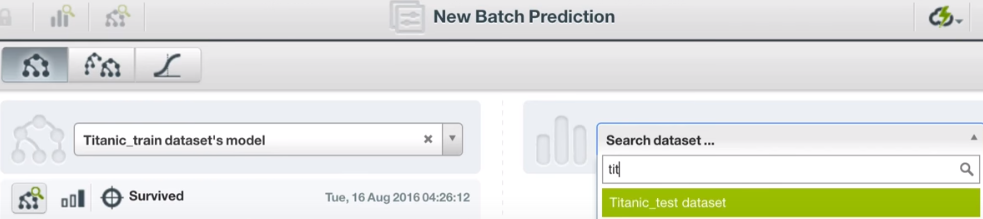 New Batch Prediction
Titanic_train dataset's model
Search dataset ...
tit
Survived
Tue, 16 Aug 2016 04:26:12
Titanic_test dataset